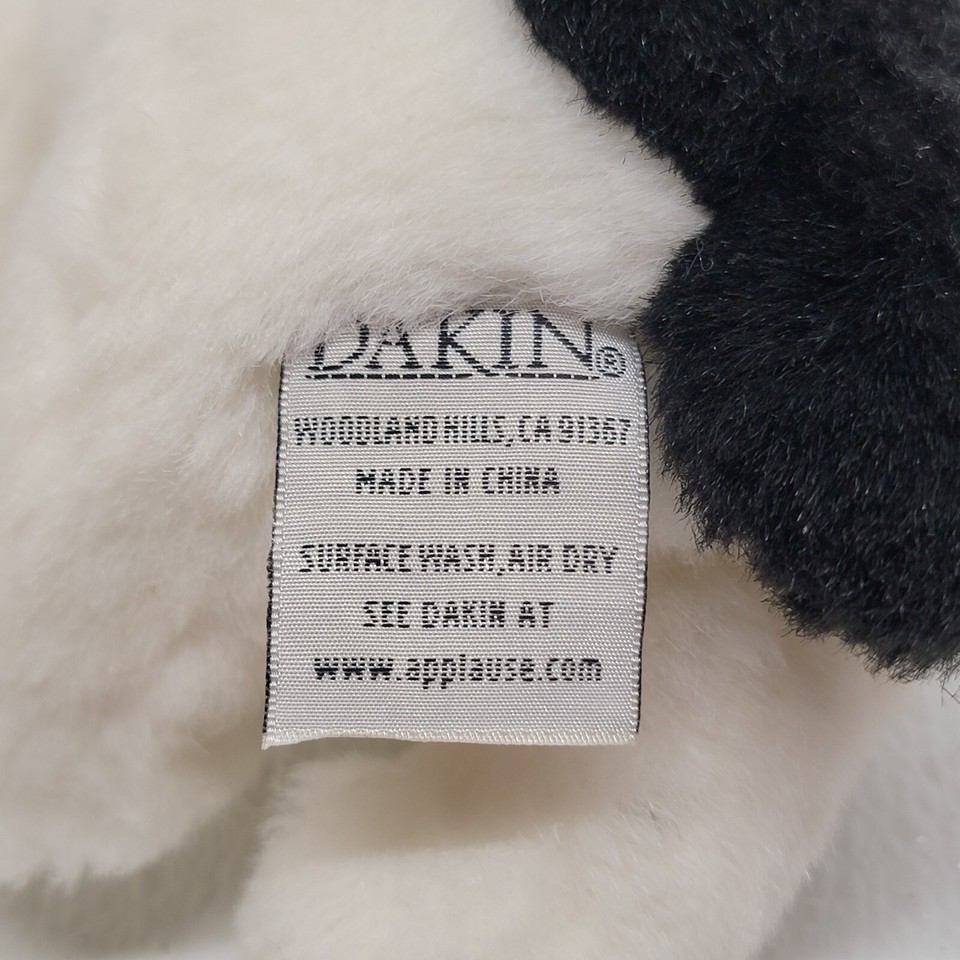 DAKIN®
WOODLAND HILLS, CA 91367
MADE IN CHINA
SURFACE WASH, AIR DRY
SEE DAKIN AT
www.applause.com